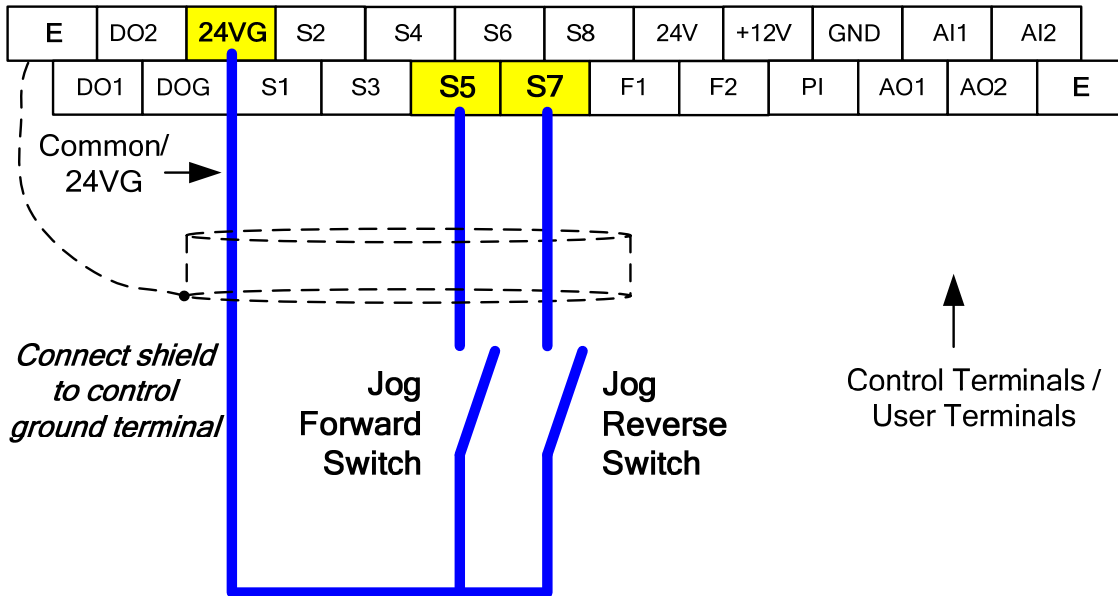 E DO2 24VG S2 S4 S6 S8 24V +12V GND AI1 AI2
DO1 DOG S1 S3 S5 S7 F1 F2 PI AO1 AO2 E
Common/
24VG
Connect shield
to control
ground terminal
Jog
Forward
Switch
Jog
Reverse
Switch
Control Terminals /
User Terminals